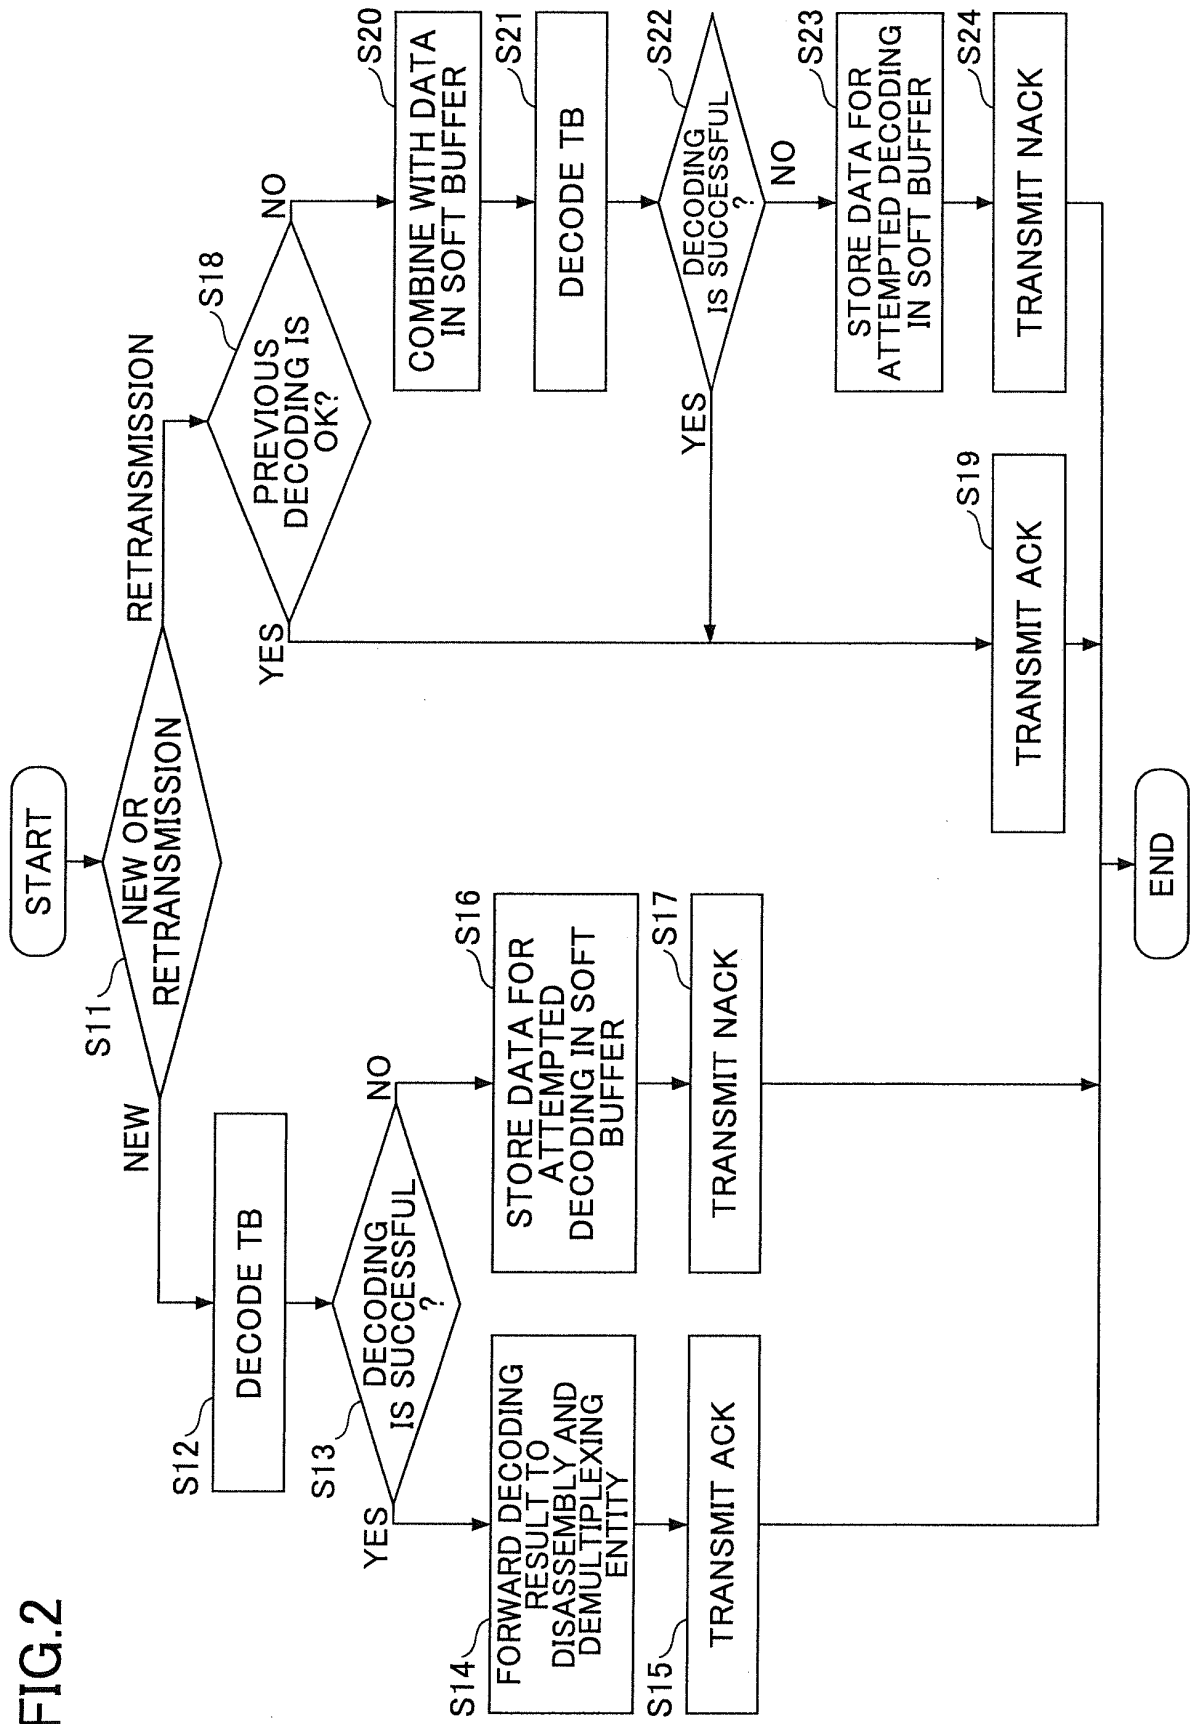 FIG.2
START
S11
NEW OR
RETRANSMISSION
NEW
RETRANSMISSION
S12
DECODE TB
S13
DECODING
IS SUCCESSFUL
?
YES
NO
S14
FORWARD DECODING
RESULT TO
DISASSEMBLY AND
DEMULTIPLEXING
ENTITY
S15
TRANSMIT ACK
S16
STORE DATA FOR
ATTEMPTED
DECODING IN SOFT
BUFFER
S17
TRANSMIT NACK
S18
PREVIOUS
DECODING IS
OK?
YES
NO
S20
COMBINE WITH DATA
IN SOFT BUFFER
S21
DECODE TB
S22
DECODING
IS SUCCESSFUL
?
YES
NO
S23
STORE DATA FOR
ATTEMPTED DECODING
IN SOFT BUFFER
S19
TRANSMIT ACK
S24
TRANSMIT NACK
END